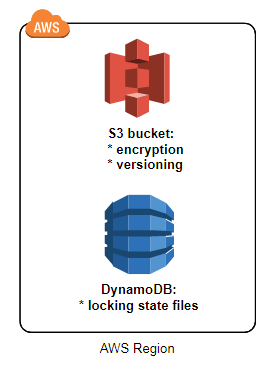 AWS
S3 bucket:
* encryption
* versioning
DynamoDB:
* locking state files
AWS Region